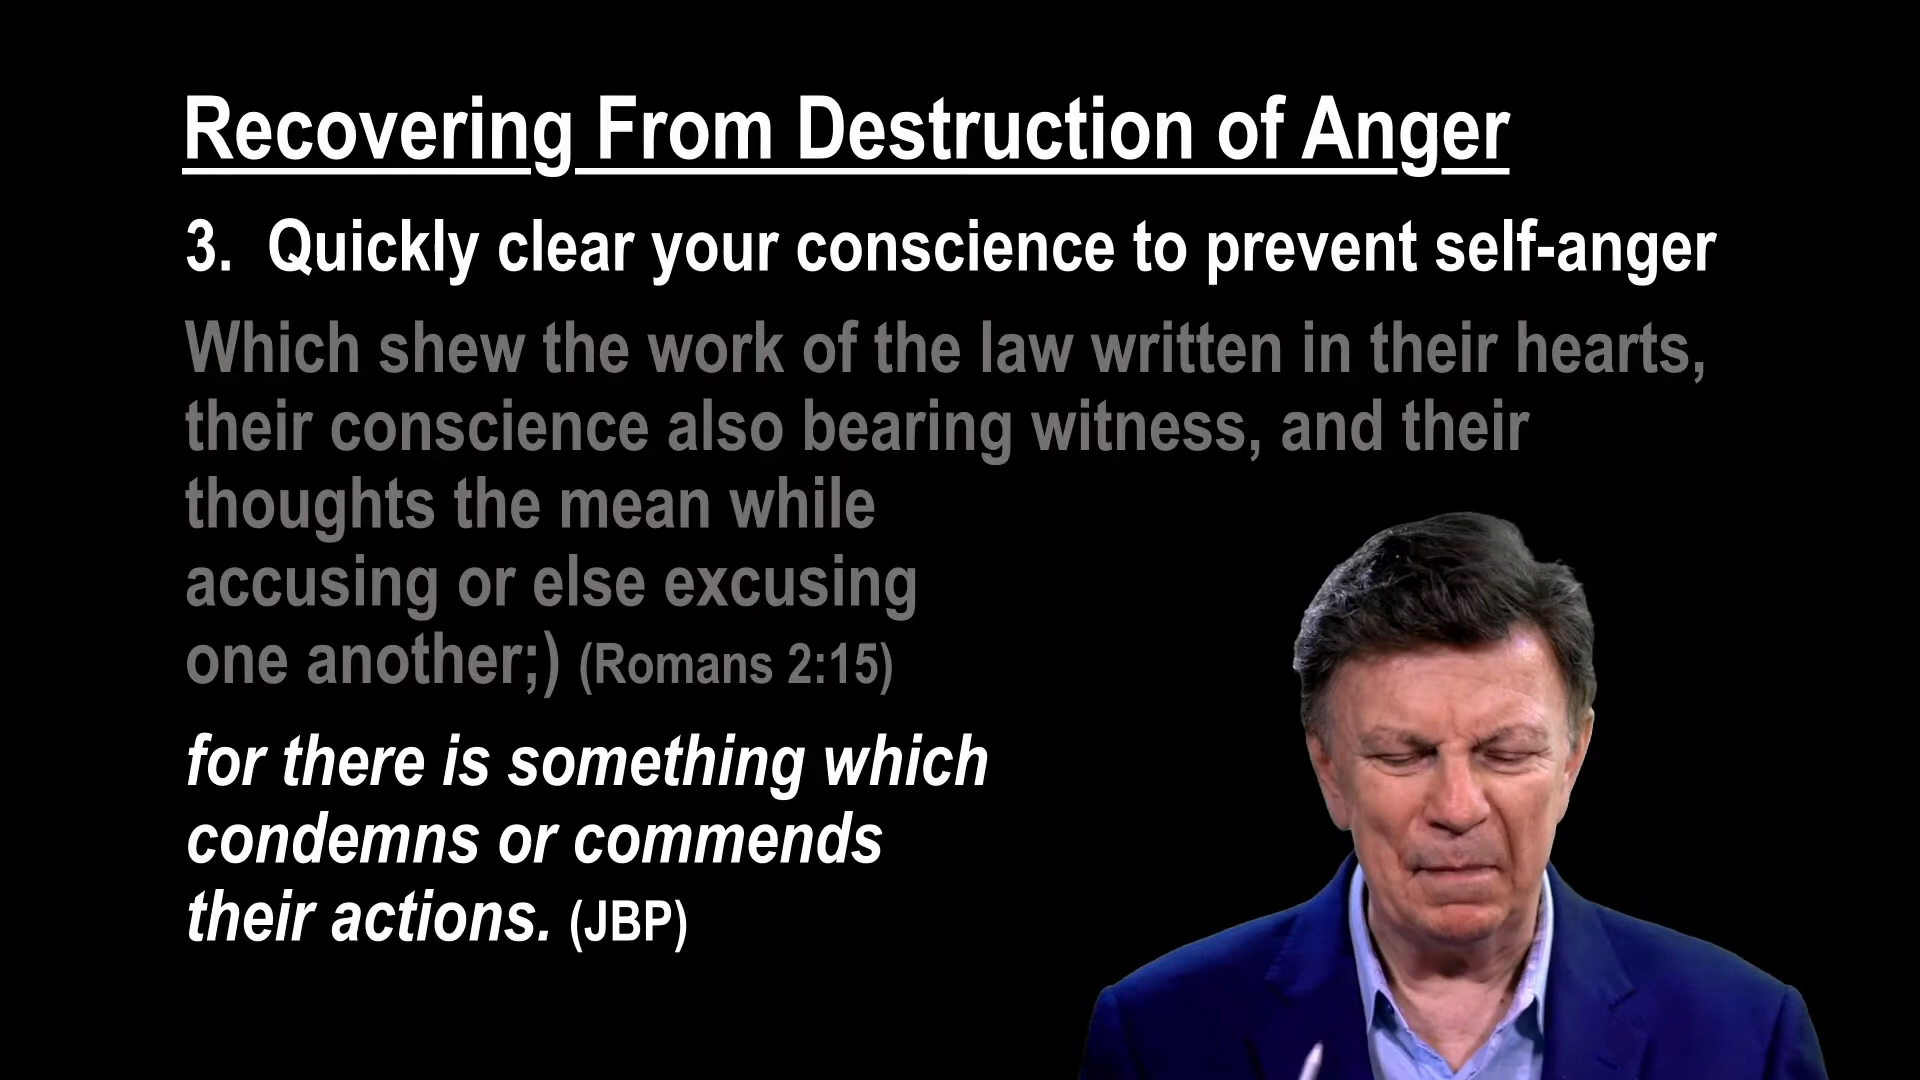 Recovering From Destruction of Anger
3. Quickly clear your conscience to prevent self-anger
Which shew the work of the law written in their hearts,
their conscience also bearing witness, and their
thoughts the mean while
accusing or else excusing
one another;) (Romans 2:15)
for there is something which
condemns or commends
their actions. (JBP)